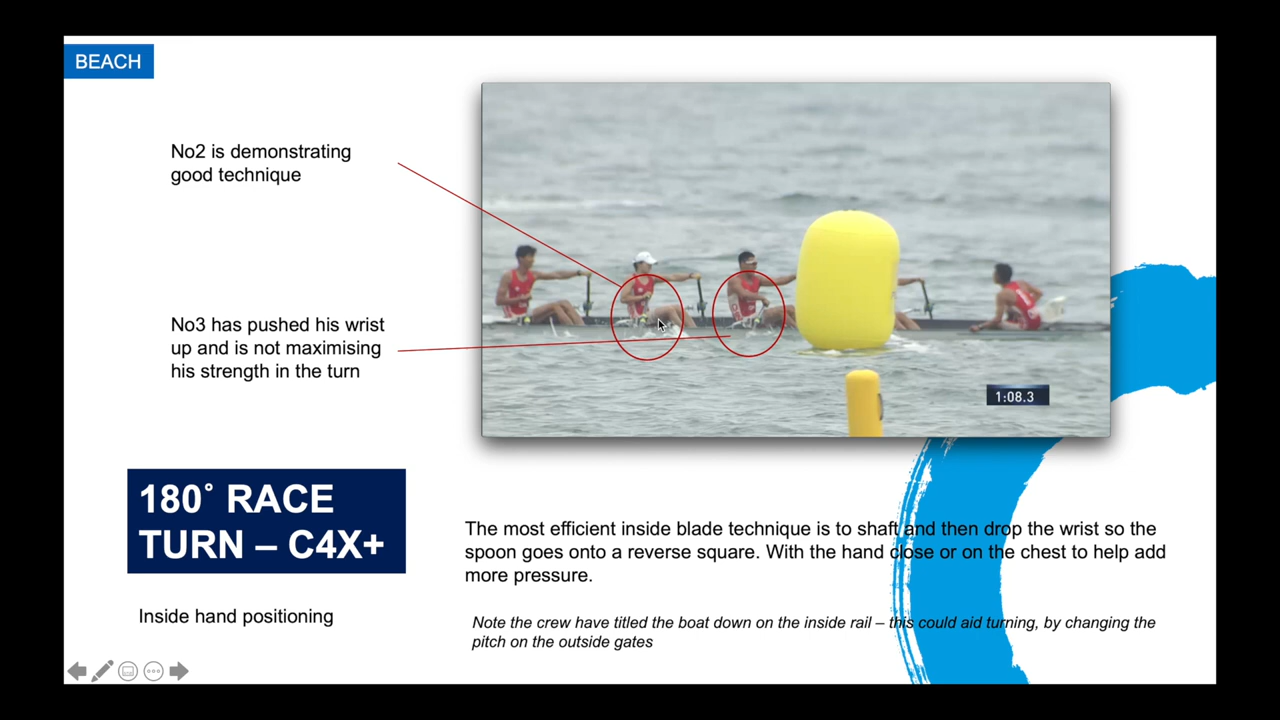 BEACH
No2 is demonstrating
good technique
No3 has pushed his wrist
up and is not maximising
his strength in the turn
1:08.3
180˚ RACE
TURN – C4X+
Inside hand positioning
The most efficient inside blade technique is to shaft and then drop the wrist so the
spoon goes onto a reverse square. With the hand close or on the chest to help add
more pressure.
Note the crew have titled the boat down on the inside rail – this could aid turning, by changing the
pitch on the outside gates